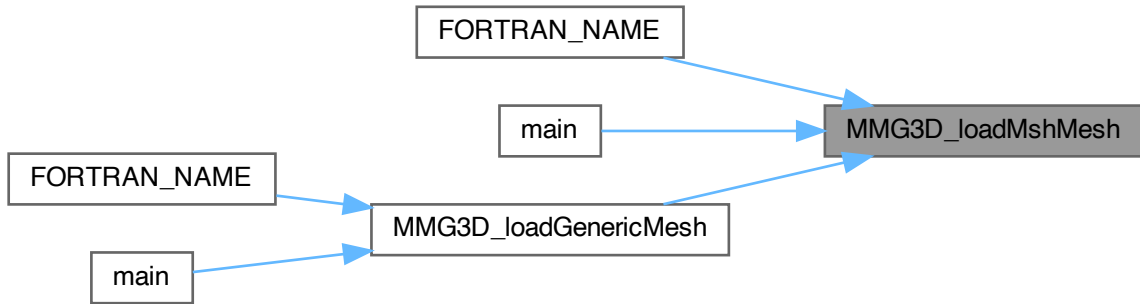 FORTRAN_NAME
main
MMG3D_loadMshMesh
FORTRAN_NAME
MMG3D_loadGenericMesh
main